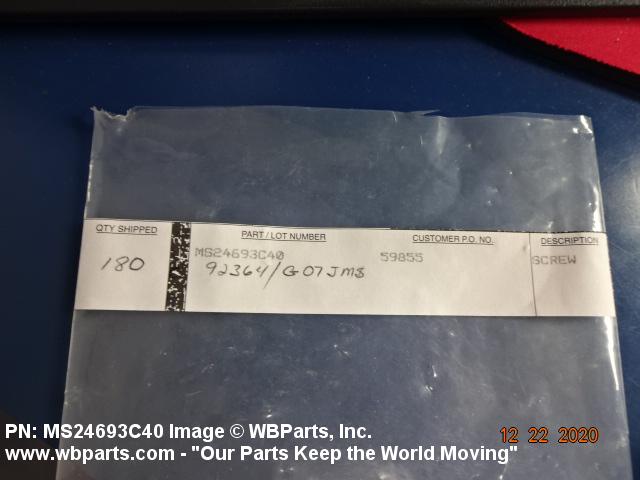 QTY SHIPPED
PART / LOT NUMBER
CUSTOMER P.O. NO.
DESCRIPTION
180
MS24693C40
59855
SCREW
92364/G07JMS
PN: MS24693C40 Image © WBParts, Inc.
12 22 2020
www.wbparts.com - "Our Parts Keep the World Moving"